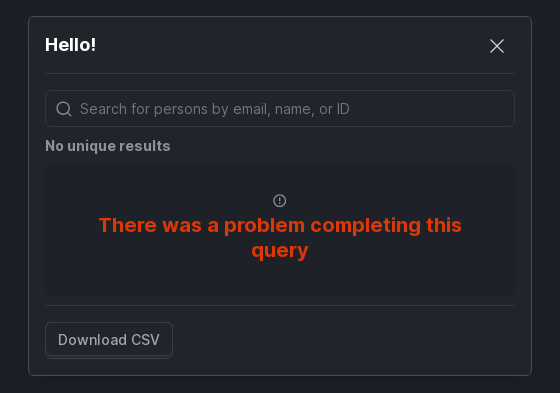 Hello!
Search for persons by email, name, or ID
No unique results
There was a problem completing this
query
Download CSV